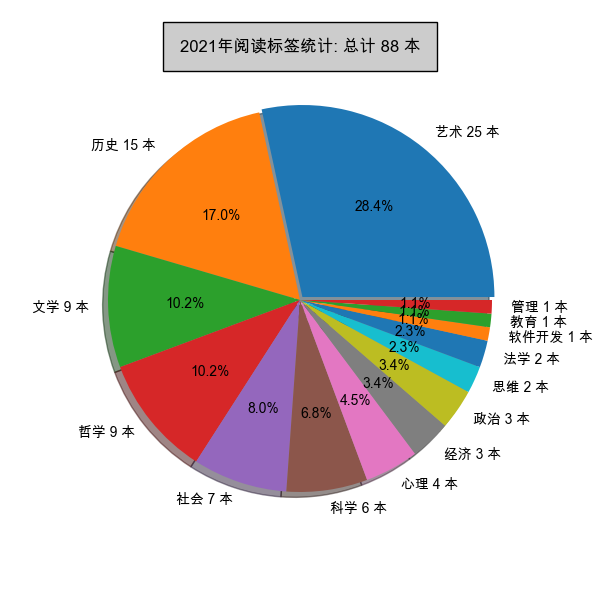 2021年阅读标签统计: 总计 88 本
艺术 25 本
28.4%
历史 15 本
17.0%
文学 9 本
10.2%
哲学 9 本
10.2%
社会 7 本
8.0%
科学 6 本
6.8%
心理 4 本
4.5%
经济 3 本
3.4%
政治 3 本
3.4%
思维 2 本
2.3%
法学 2 本
2.3%
软件开发 1 本
1.1%
教育 1 本
1.1%
管理 1 本
1.1%